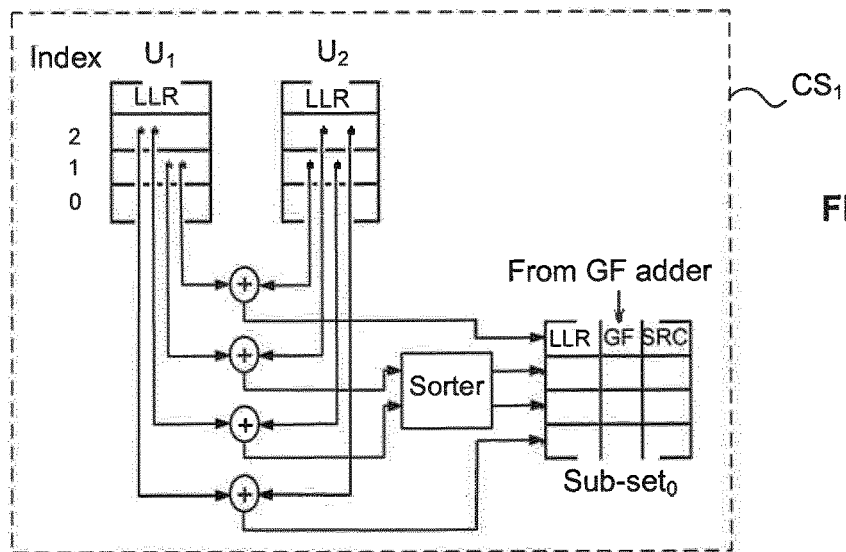 Index U₁ U₂
LLR LLR
CS₁
2
1
0
FI
From GF adder
LLR GF SRC
Sorter
Sub-set₀
+
+
+
+